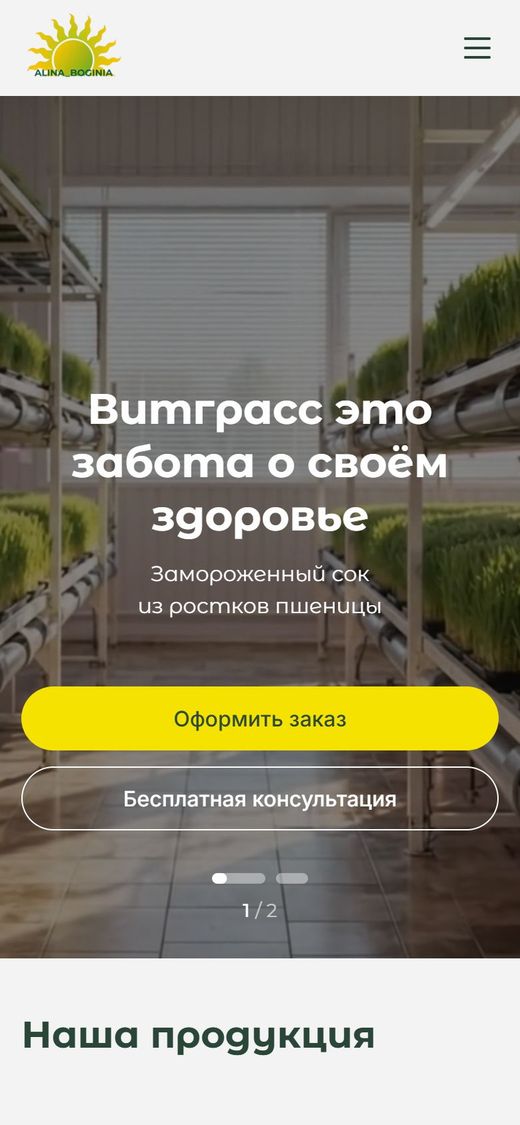 ALINA_BOGINIA
Витграсс это
забота о своём
здоровье
Замороженный сок
из ростков пшеницы
Оформить заказ
Бесплатная консультация
1 / 2
Наша продукция